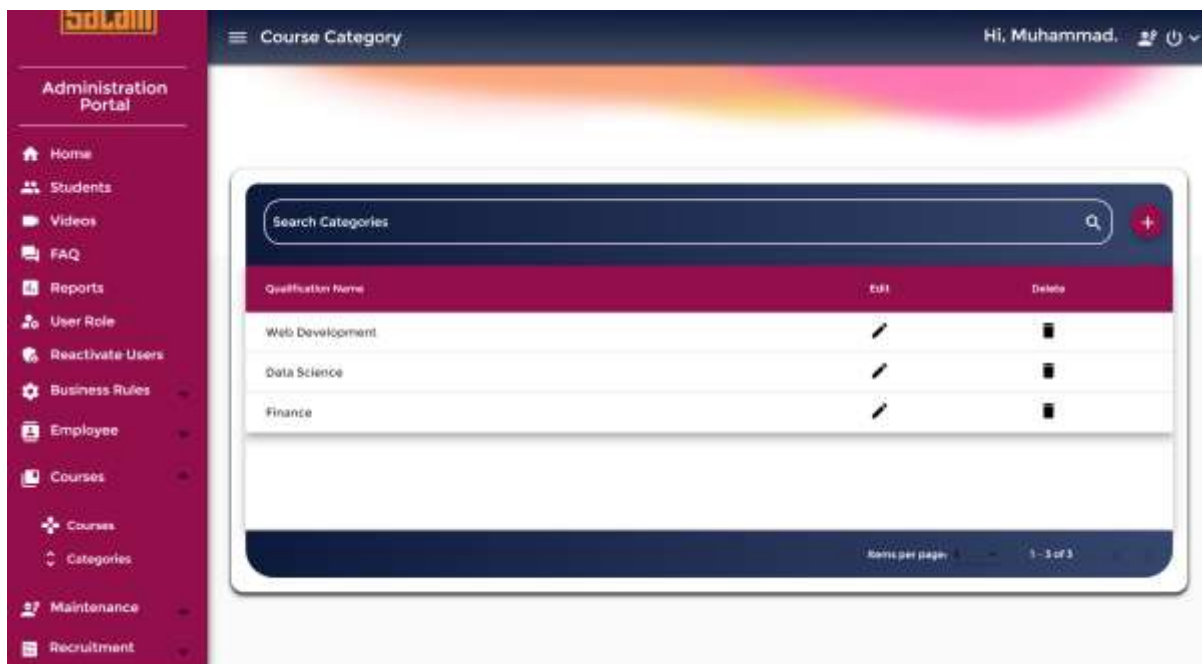 Course Category
Hi, Muhammad.
Administration
Portal
Home
Students
Videos
FAQ
Reports
User Role
Reactivate Users
Business Rules
Employee
Courses
Courses
Categories
Maintenance
Recruitment
Search Categories
+
Qualification Name Edit Delete
Web Development
Data Science
Finance
Items per page: 1 - 3 of 3